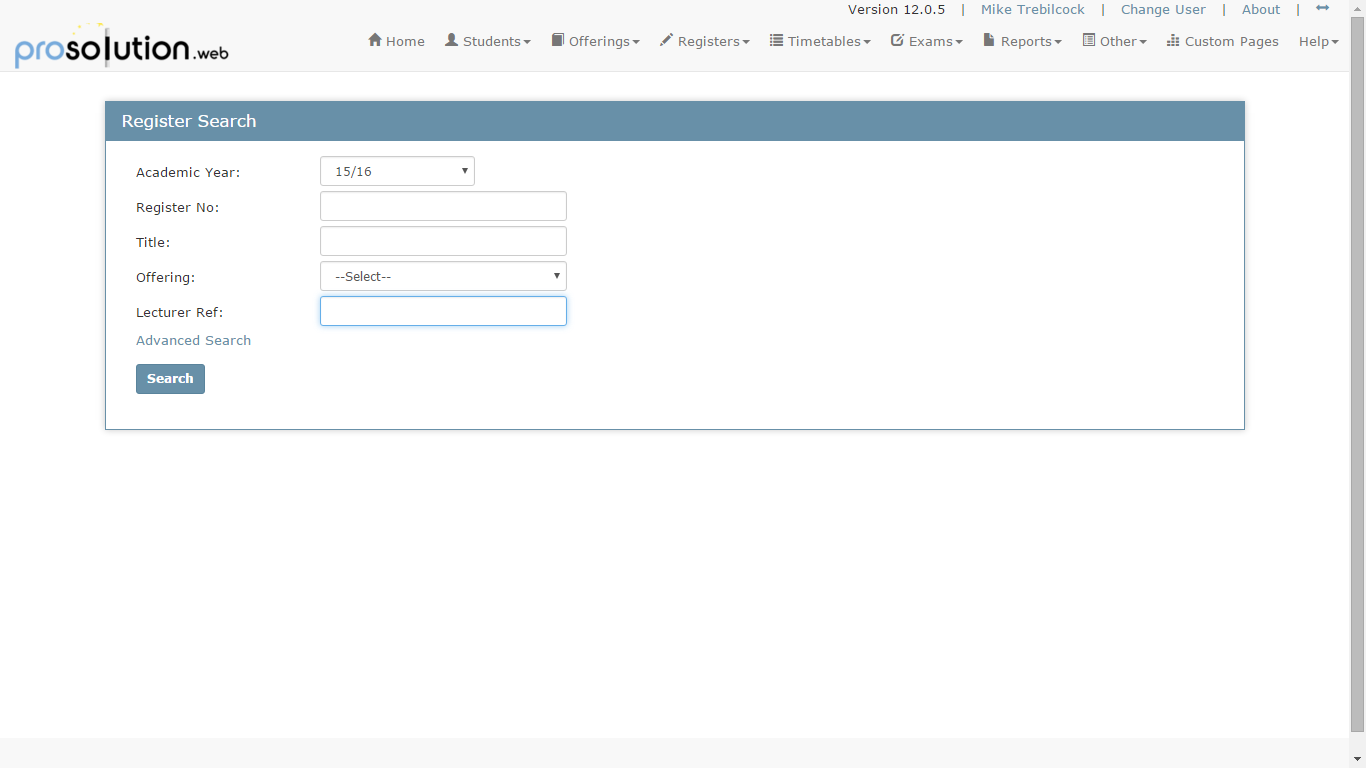 Version 12.0.5 | Mike Trebilcock | Change User | About |
prosolution.web
Home Students Offerings Registers Timetables Exams Reports Other Custom Pages Help
Register Search
Academic Year: 15/16
Register No:
Title:
Offering: --Select--
Lecturer Ref:
Advanced Search
Search